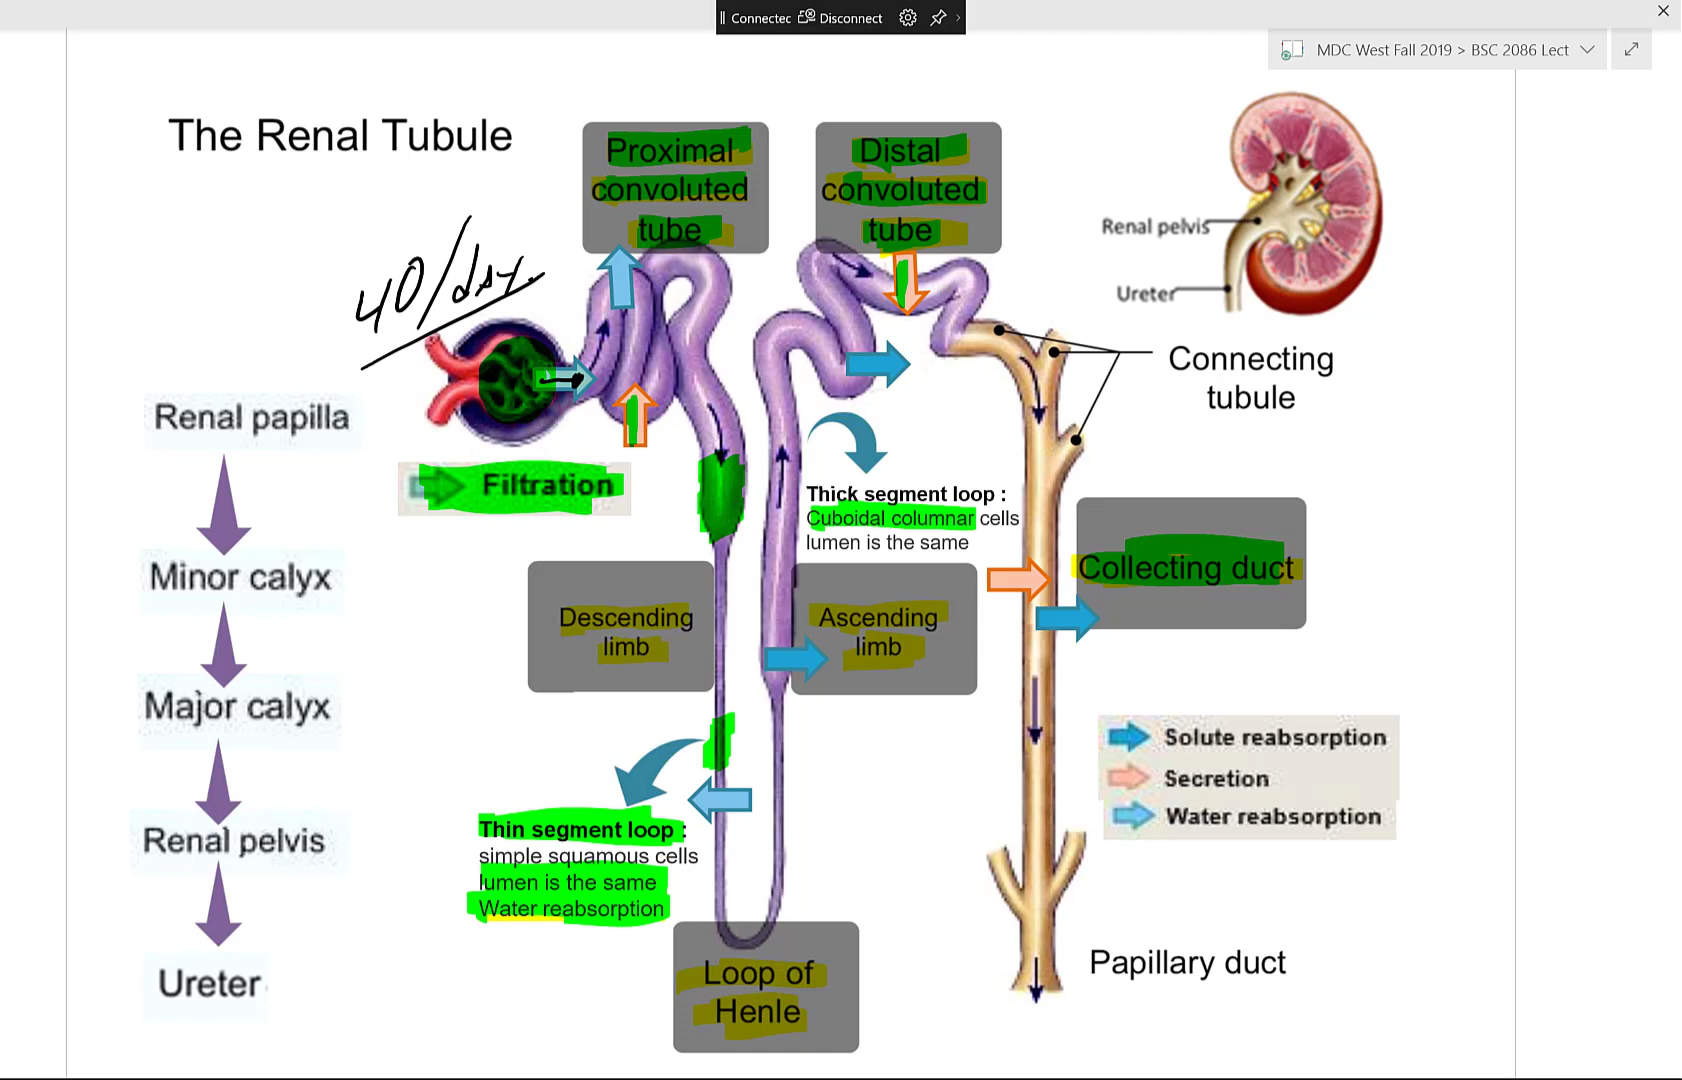 Connectec Disconnect
MDC West Fall 2019 > BSC 2086 Lect
The Renal Tubule
Proximal
convoluted
tube
Distal
convoluted
tube
Renal pelvis
Ureter
40/day.
Connecting
tubule
Renal papilla
Filtration
Thick segment loop :
Cuboidal columnar cells
lumen is the same
Minor calyx
Collecting duct
Descending
limb
Ascending
limb
Major calyx
Solute reabsorption
Secretion
Water reabsorption
Renal pelvis
Thin segment loop :
simple squamous cells
lumen is the same
Water reabsorption
Ureter
Papillary duct
Loop of
Henle